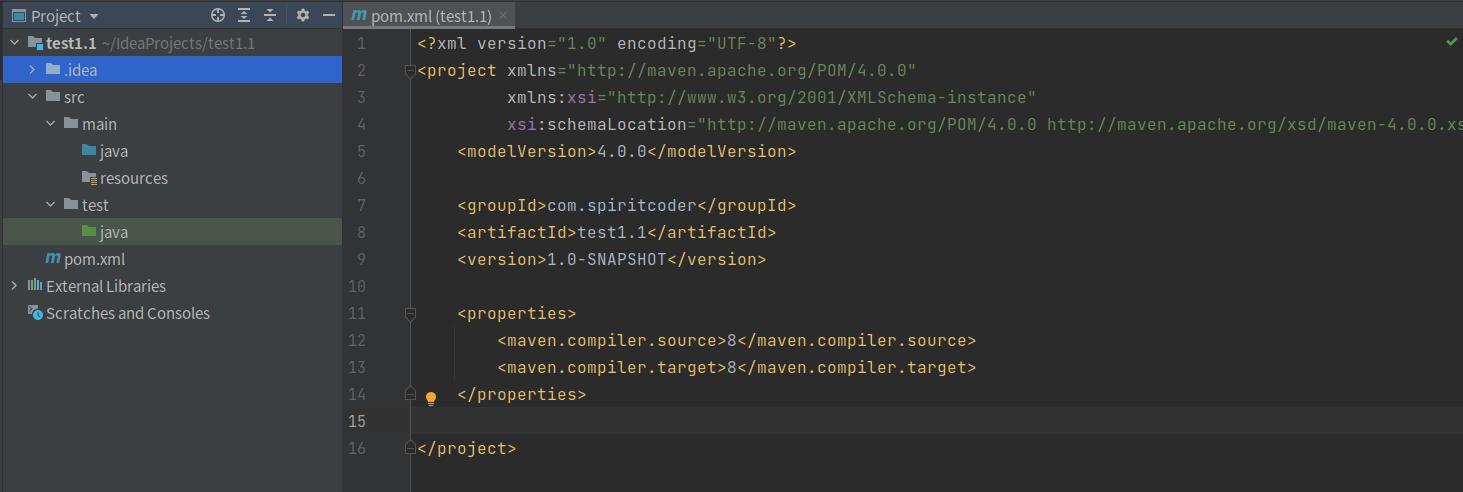 Project
test1.1 ~/IdeaProjects/test1.1
.idea
src
main
java
resources
test
java
pom.xml
External Libraries
Scratches and Consoles
pom.xml (test1.1)
1 <?xml version="1.0" encoding="UTF-8"?>
2 <project xmlns="http://maven.apache.org/POM/4.0.0"
3 xmlns:xsi="http://www.w3.org/2001/XMLSchema-instance"
4 xsi:schemaLocation="http://maven.apache.org/POM/4.0.0 http://maven.apache.org/xsd/maven-4.0.0.xs
5 <modelVersion>4.0.0</modelVersion>
6
7 <groupId>com.spiritcoder</groupId>
8 <artifactId>test1.1</artifactId>
9 <version>1.0-SNAPSHOT</version>
10
11 <properties>
12 <maven.compiler.source>8</maven.compiler.source>
13 <maven.compiler.target>8</maven.compiler.target>
14 </properties>
15
16 </project>